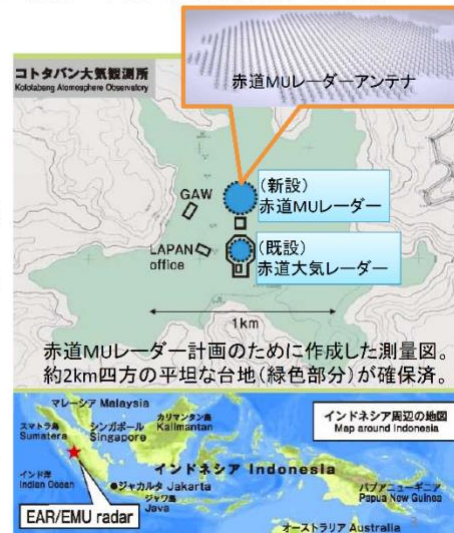 赤道MUレーダーアンテナ
コトタバン大気観測所
Kototabang Atomosphere Observatory
GAW
(新設)
赤道MUレーダー
LAPAN
office
(既設)
赤道大気レーダー
1km
赤道MUレーダー計画のために作成した測量図。
約2km四方の平坦な台地(緑色部分)が確保済。
インドネシア周辺の地図
Map around Indonesia
マレーシア Malaysia
スマトラ島
Sumatera
シンガポール
Singapore
カリマンタン島
Kalimantan
インド洋
Indian Ocean
インドネシア Indonesia
ジャカルタ Jakarta
ジャワ島
Java
パプアニューギニア
Papua New Guinea
EAR/EMU radar
オーストラリア Australia
3